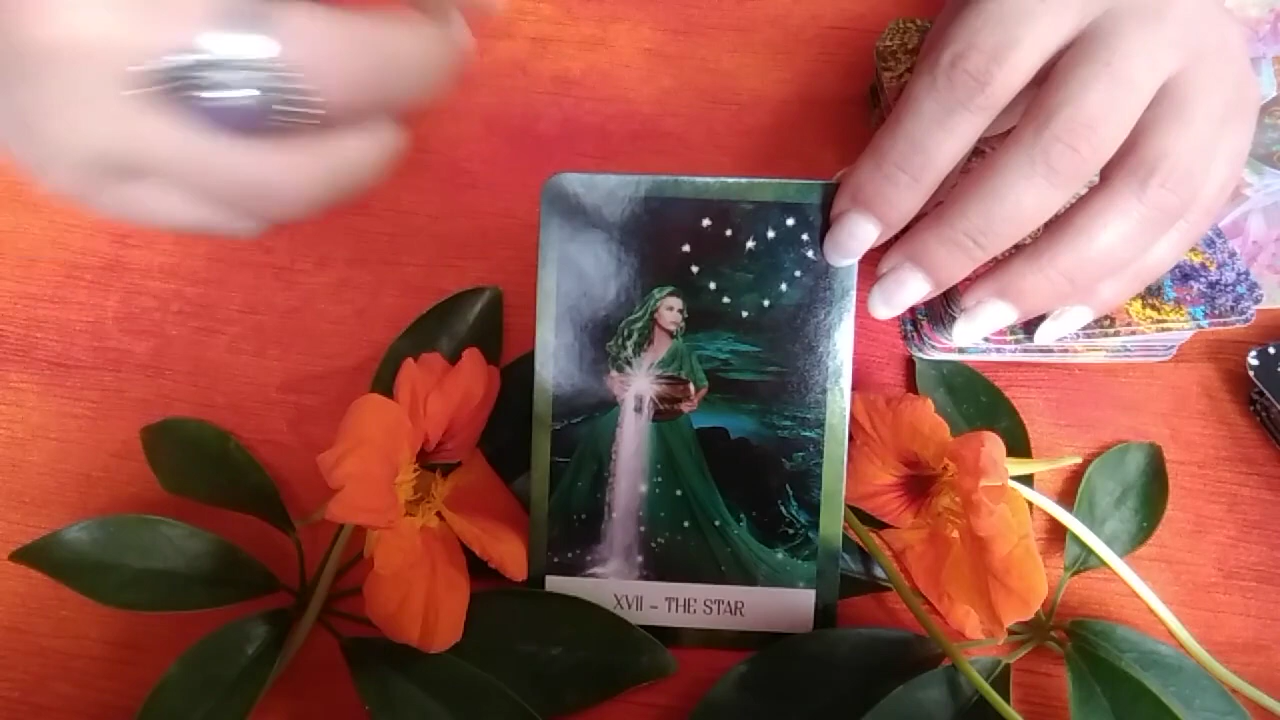 XVII – THE STAR